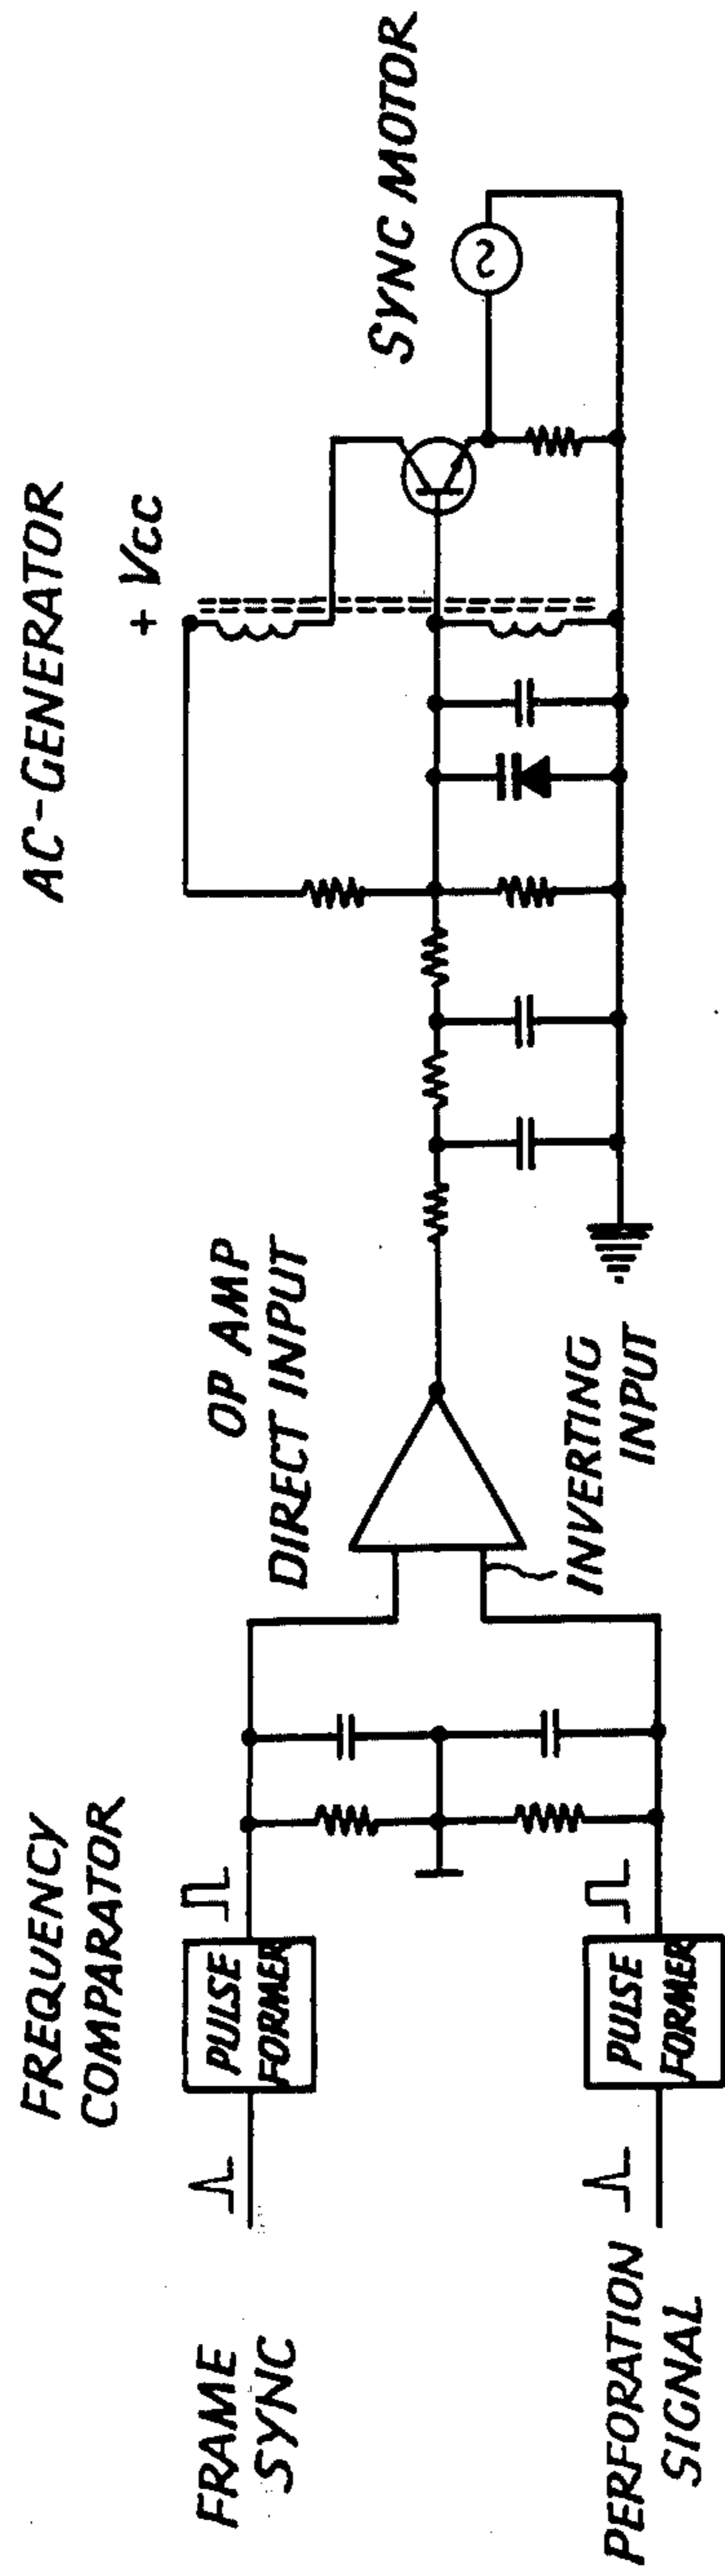 FRAME
SYNC
PERFORATION
SIGNAL
FREQUENCY
COMPARATOR
PULSE
FORMER
PULSE
FORMER
OP AMP
DIRECT INPUT
INVERTING
INPUT
AC-GENERATOR
+ Vcc
SYNC MOTOR